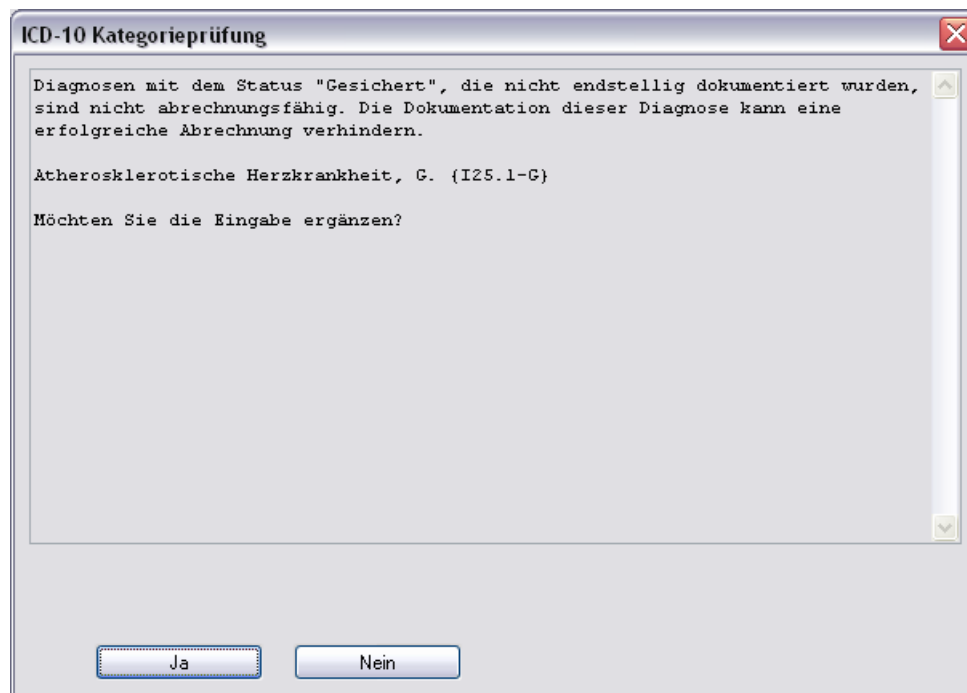 ICD-10 Kategorieprüfung
Diagnosen mit dem Status "Gesichert", die nicht endstellig dokumentiert wurden,
sind nicht abrechnungsfähig. Die Dokumentation dieser Diagnose kann eine
erfolgreiche Abrechnung verhindern.
Atherosklerotische Herzkrankheit, G. {I25.1-G}
Möchten Sie die Eingabe ergänzen?
Ja
Nein